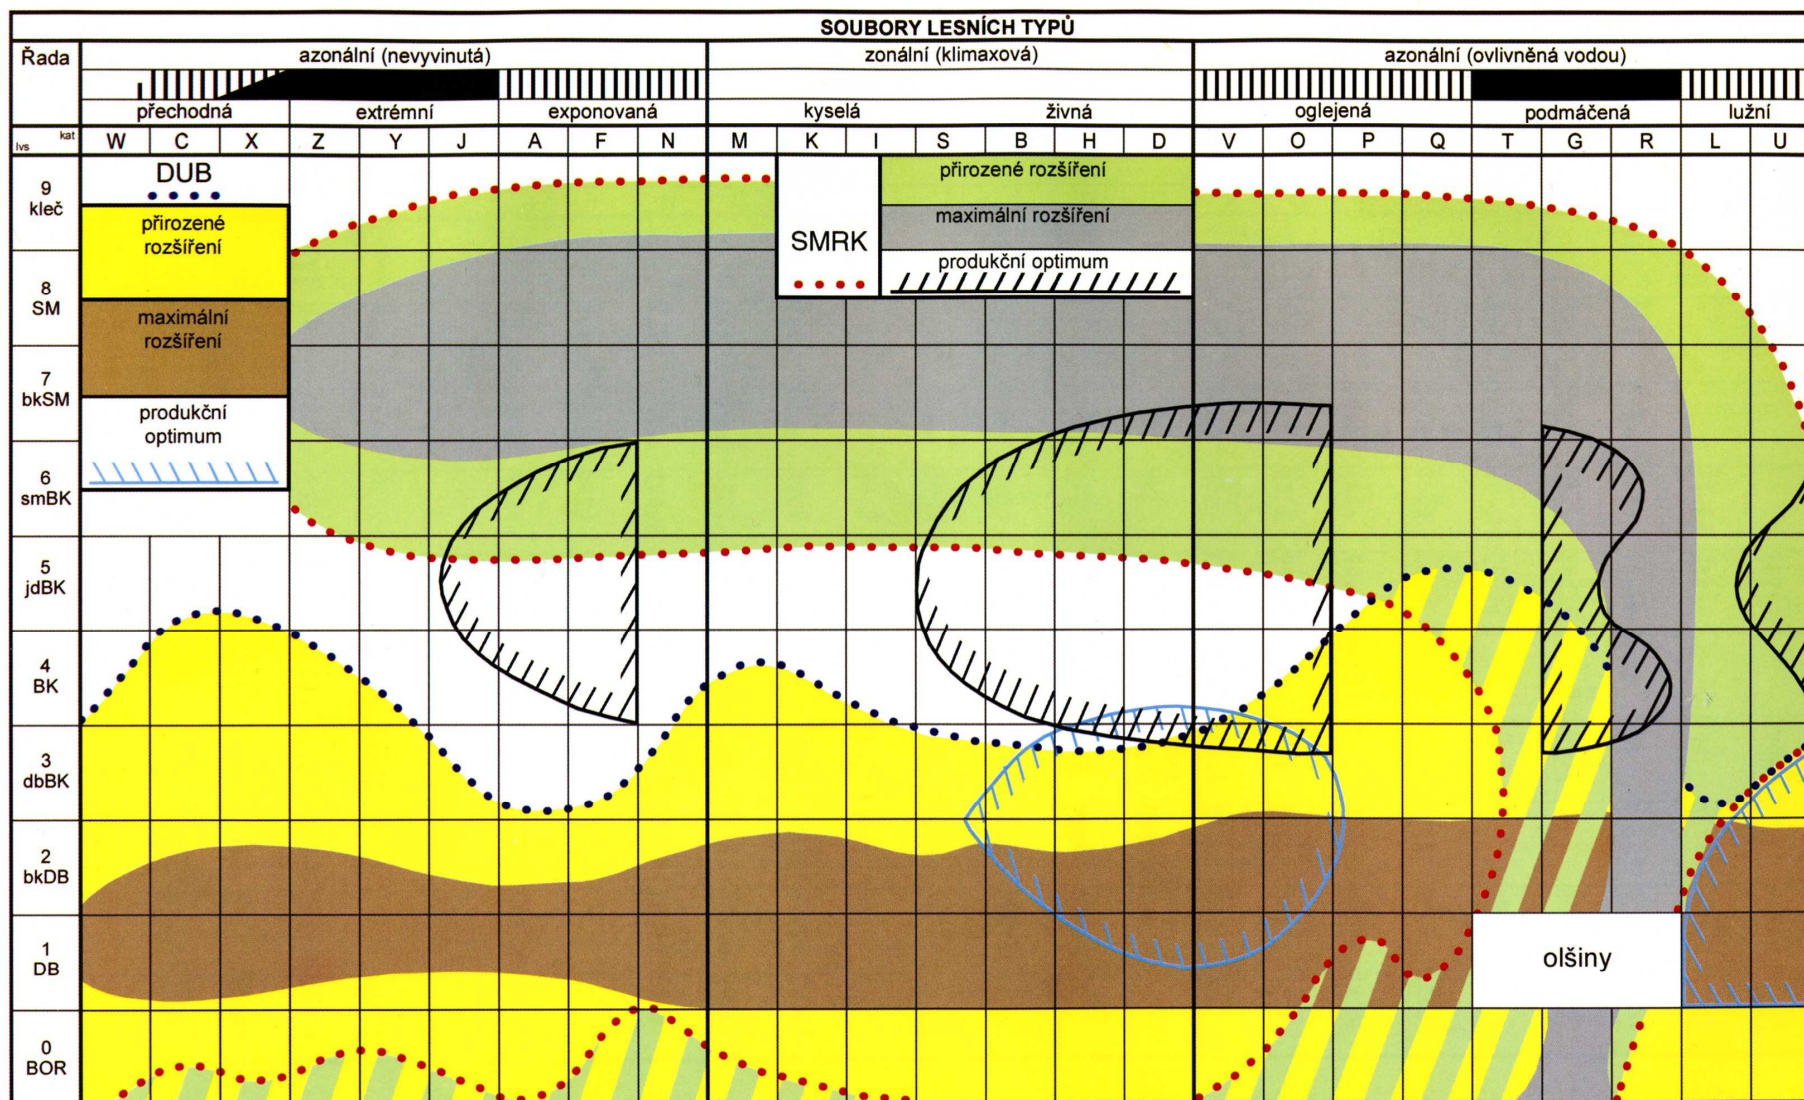 SOUBORY LESNÍCH TYPŮ
Řada
azonální (nevyvinutá)
zonální (klimaxová)
azonální (ovlivněná vodou)
přechodná
extrémní
exponovaná
kyselá
živná
oglejená
podmáčená
lužní
lvs
kat
W C X Z Y J A F N M K I S B H D V O P Q T G R L U
9
kleč
8
SM
7
bkSM
6
smBK
5
jdBK
4
BK
3
dbBK
2
bkDB
1
DB
0
BOR
DUB
přirozené
rozšíření
maximální
rozšíření
produkční
optimum
SMRK
přirozené rozšíření
maximální rozšíření
produkční optimum
olšiny